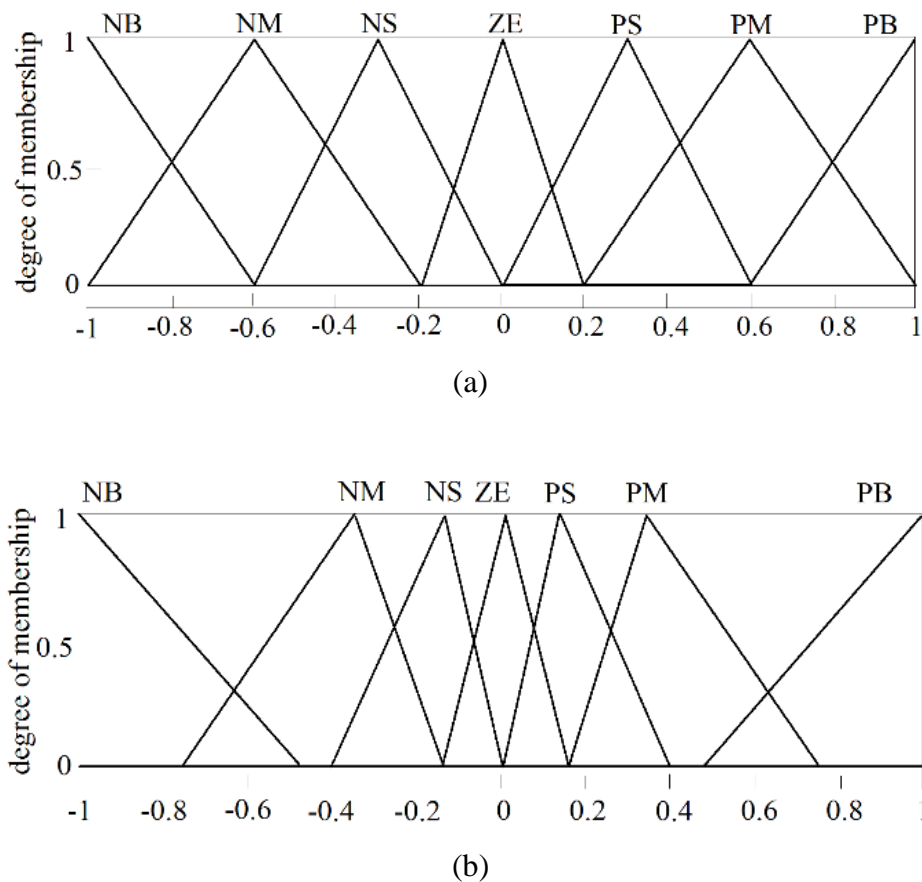 NB NM NS ZE PS PM PB
1
0.5
0
degree of membership
-1 -0.8 -0.6 -0.4 -0.2 0 0.2 0.4 0.6 0.8 1
(a)
NB NM NS ZE PS PM PB
1
0.5
0
degree of membership
-1 -0.8 -0.6 -0.4 -0.2 0 0.2 0.4 0.6 0.8 1
(b)